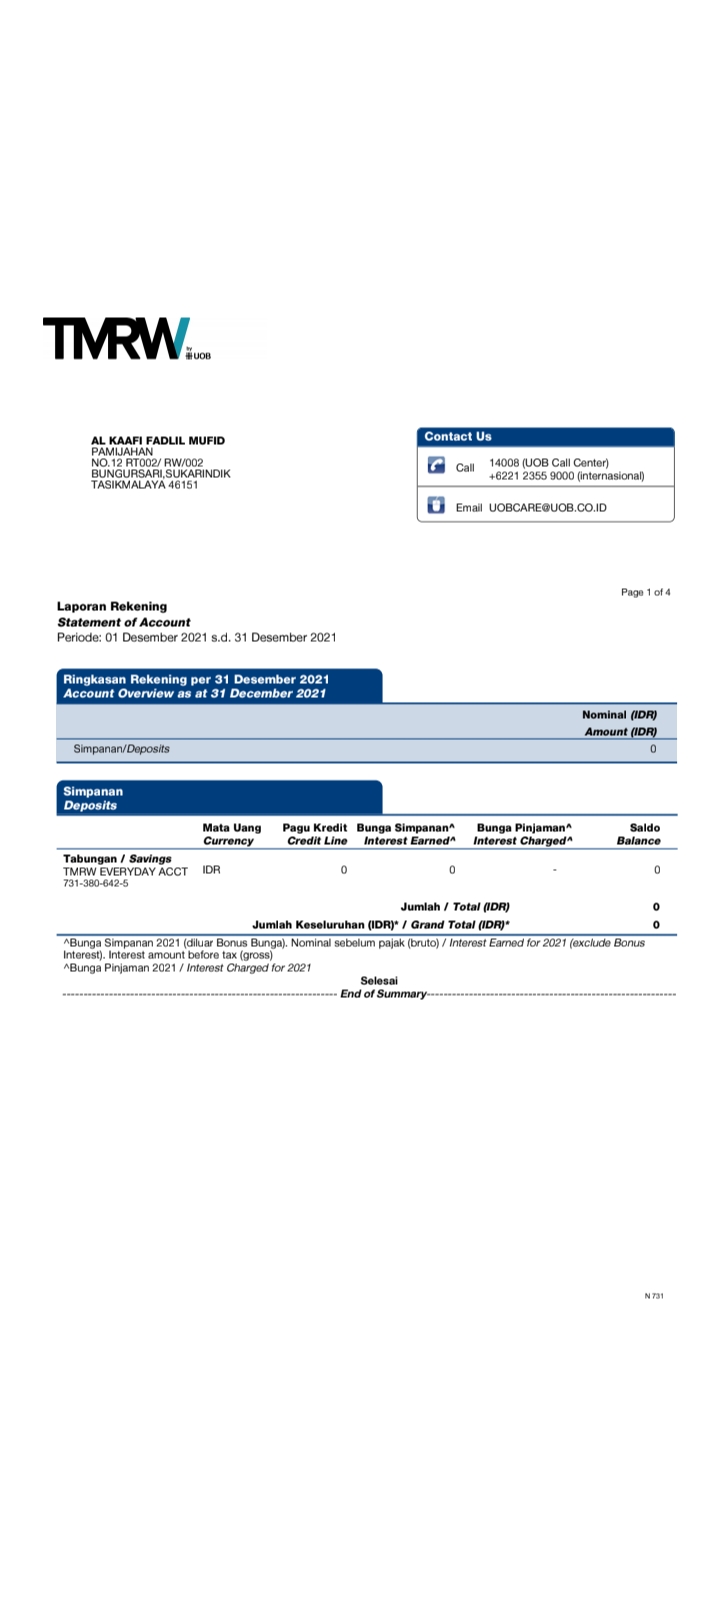 TMRW
by
UOB
AL KAAFI FADLIL MUFID
PAMIJAHAN
NO.12 RT002/ RW/002
BUNGURSARI,SUKARINDIK
TASIKMALAYA 46151
Contact Us
Call 14008 (UOB Call Center)
+6221 2355 9000 (internasional)
Email UOBCARE@UOB.CO.ID
Page 1 of 4
Laporan Rekening
Statement of Account
Periode: 01 Desember 2021 s.d. 31 Desember 2021
Ringkasan Rekening per 31 Desember 2021
Account Overview as at 31 December 2021
Nominal (IDR)
Amount (IDR)
Simpanan/Deposits 0
Simpanan
Deposits
Mata Uang Pagu Kredit Bunga Simpanan^ Bunga Pinjaman^ Saldo
Currency Credit Line Interest Earned^ Interest Charged^ Balance
Tabungan / Savings
TMRW EVERYDAY ACCT IDR 0 0 - 0
731-380-642-5
Jumlah / Total (IDR) 0
Jumlah Keseluruhan (IDR)* / Grand Total (IDR)* 0
^Bunga Simpanan 2021 (diluar Bonus Bunga). Nominal sebelum pajak (bruto) / Interest Earned for 2021 (exclude Bonus
Interest). Interest amount before tax (gross)
^Bunga Pinjaman 2021 / Interest Charged for 2021
Selesai
End of Summary
N 731